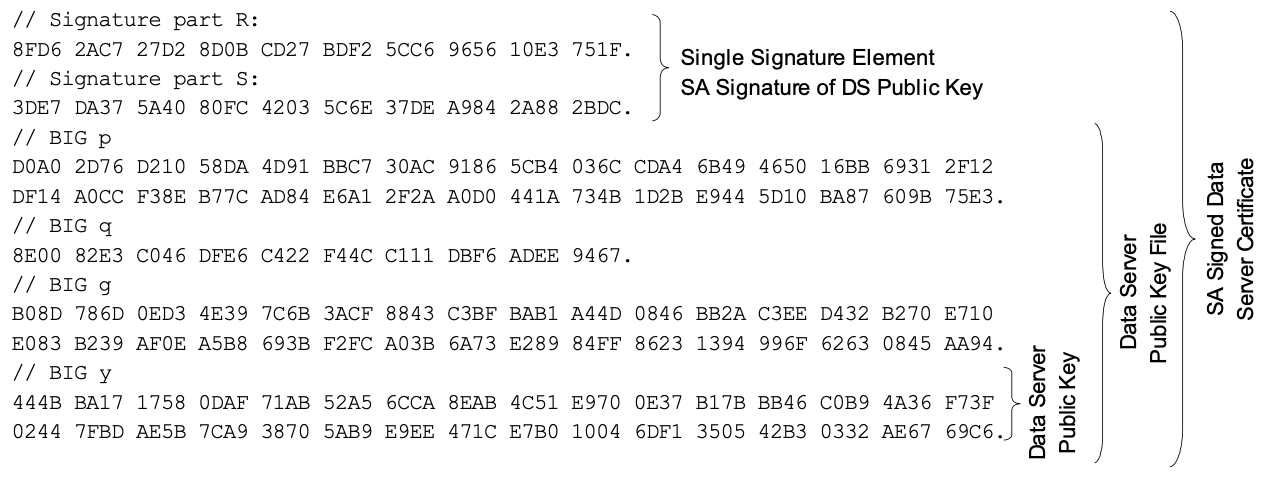 // Signature part R:
8FD6 2AC7 27D2 8D0B CD27 BDF2 5CC6 9656 10E3 751F.
// Signature part S:
3DE7 DA37 5A40 80FC 4203 5C6E 37DE A984 2A88 2BDC.
// BIG p
D0A0 2D76 D210 58DA 4D91 BBC7 30AC 9186 5CB4 036C CDA4 6B49 4650 16BB 6931 2F12
DF14 A0CC F38E B77C AD84 E6A1 2F2A A0D0 441A 734B 1D2B E944 5D10 BA87 609B 75E3.
// BIG q
8E00 82E3 C046 DFE6 C422 F44C C111 DBF6 ADEE 9467.
// BIG g
B08D 786D 0ED3 4E39 7C6B 3ACF 8843 C3BF BAB1 A44D 0846 BB2A C3EE D432 B270 E710
E083 B239 AF0E A5B8 693B F2FC A03B 6A73 E289 84FF 8623 1394 996F 6263 0845 AA94.
// BIG y
444B BA17 1758 0DAF 71AB 52A5 6CCA 8EAB 4C51 E970 0E37 B17B BB46 C0B9 4A36 F73F
0244 7FBD AE5B 7CA9 3870 5AB9 E9EE 471C E7B0 1004 6DF1 3505 42B3 0332 AE67 69C6.
Single Signature Element
SA Signature of DS Public Key
Data Server
Public Key
Data Server
Public Key File
SA Signed Data
Server Certificate